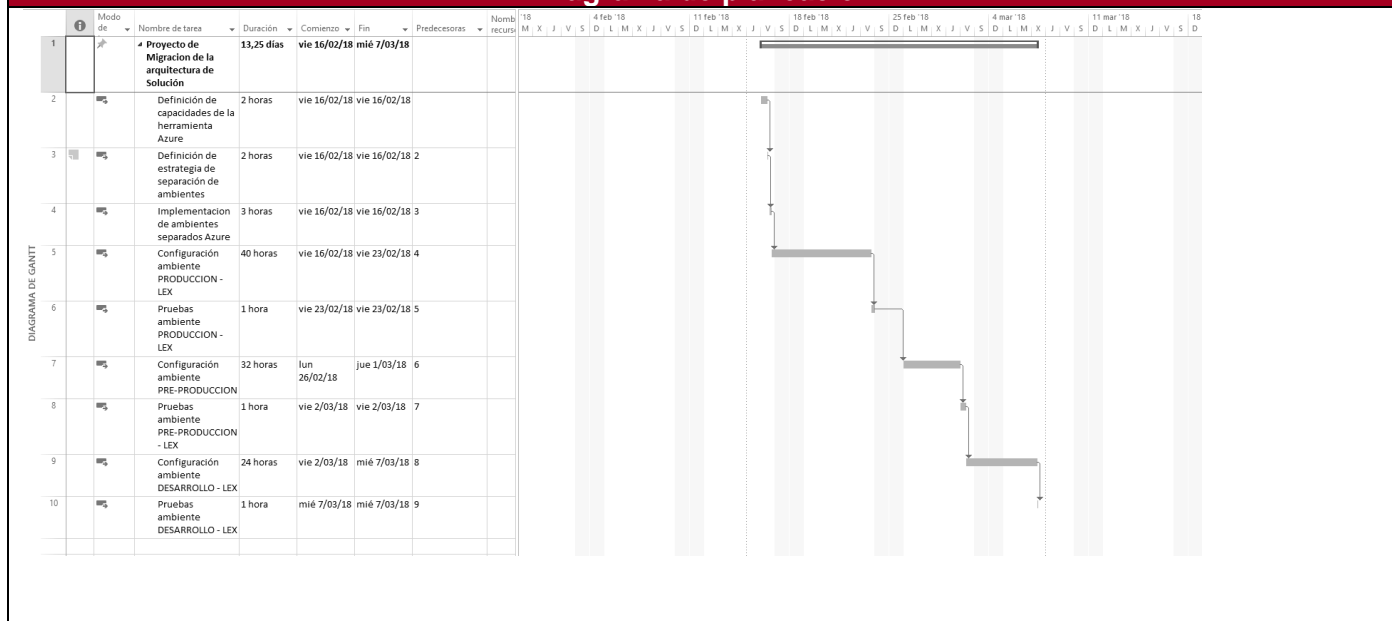 Modo
de Nombre de tarea Duración Comienzo Fin Predecesoras Nomb recurs
'18 4 feb '18 11 feb '18 18 feb '18 25 feb '18 4 mar '18 11 mar '18 18
M X J V S D L M X J V S D L M X J V S D L M X J V S D L M X J V S D L M X J V S D L M X J V S D
DIAGRAMA DE GANTT
1 Proyecto de 13,25 días vie 16/02/18 mié 7/03/18
Migracion de la
arquitectura de
Solución
2 Definición de 2 horas vie 16/02/18 vie 16/02/18
capacidades de la
herramienta
Azure
3 Definición de 2 horas vie 16/02/18 vie 16/02/18 2
estrategia de
separación de
ambientes
4 Implementacion 3 horas vie 16/02/18 vie 16/02/18 3
de ambientes
separados Azure
5 Configuración 40 horas vie 16/02/18 vie 23/02/18 4
ambiente
PRODUCCION -
LEX
6 Pruebas 1 hora vie 23/02/18 vie 23/02/18 5
ambiente
PRODUCCION -
LEX
7 Configuración 32 horas lun jue 1/03/18 6
ambiente 26/02/18
PRE-PRODUCCION
8 Pruebas 1 hora vie 2/03/18 vie 2/03/18 7
ambiente
PRE-PRODUCCION
- LEX
9 Configuración 24 horas vie 2/03/18 mié 7/03/18 8
ambiente
DESARROLLO - LEX
10 Pruebas 1 hora mié 7/03/18 mié 7/03/18 9
ambiente
DESARROLLO - LEX